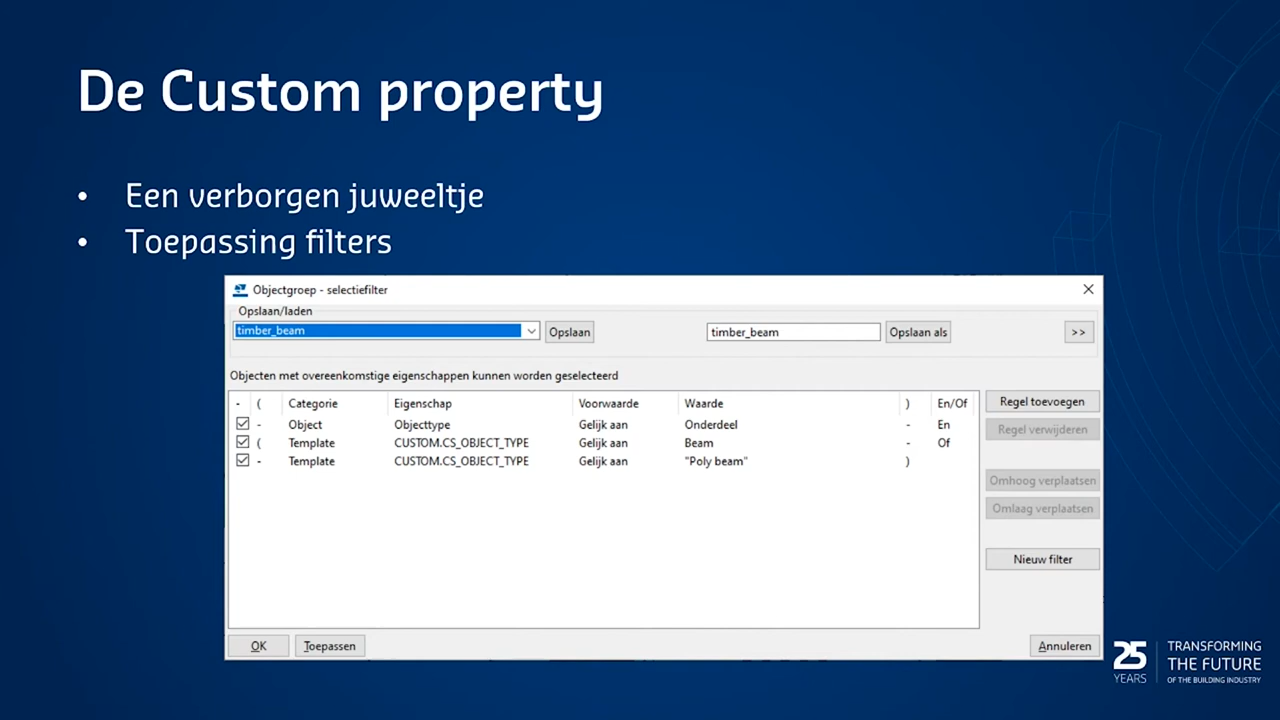 De Custom property
• Een verborgen juweeltje
• Toepassing filters
Objectgroep - selectiefilter
Opslaan/laden
timber_beam Opslaan timber_beam Opslaan als >>
Objecten met overeenkomstige eigenschappen kunnen worden geselecteerd
- ( Categorie Eigenschap Voorwaarde Waarde ) En/Of
- Object Objecttype Gelijk aan Onderdeel - En
( Template CUSTOM.CS_OBJECT_TYPE Gelijk aan Beam - Of
- Template CUSTOM.CS_OBJECT_TYPE Gelijk aan "Poly beam" )
Regel toevoegen
Regel verwijderen
Omhoog verplaatsen
Omlaag verplaatsen
Nieuw filter
OK Toepassen Annuleren
25 YEARS
TRANSFORMING
THE FUTURE
OF THE BUILDING INDUSTRY